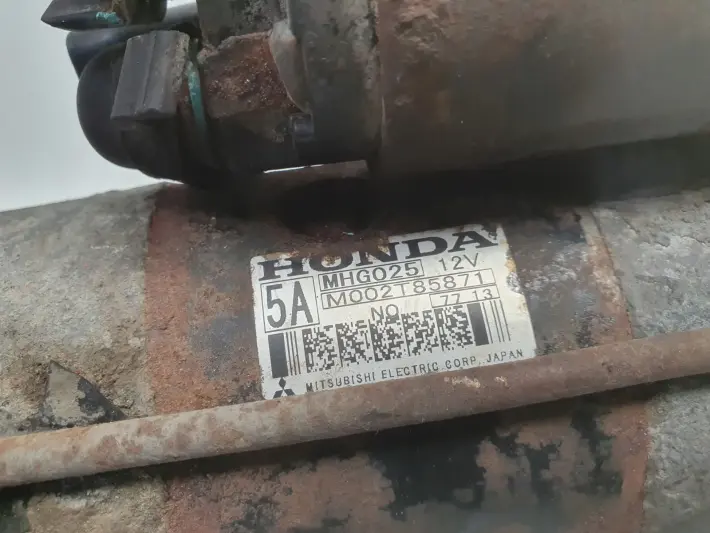 HONDA
MHG025 12V
5A M002T85871
NO 7713
MITSUBISHI ELECTRIC CORP. JAPAN